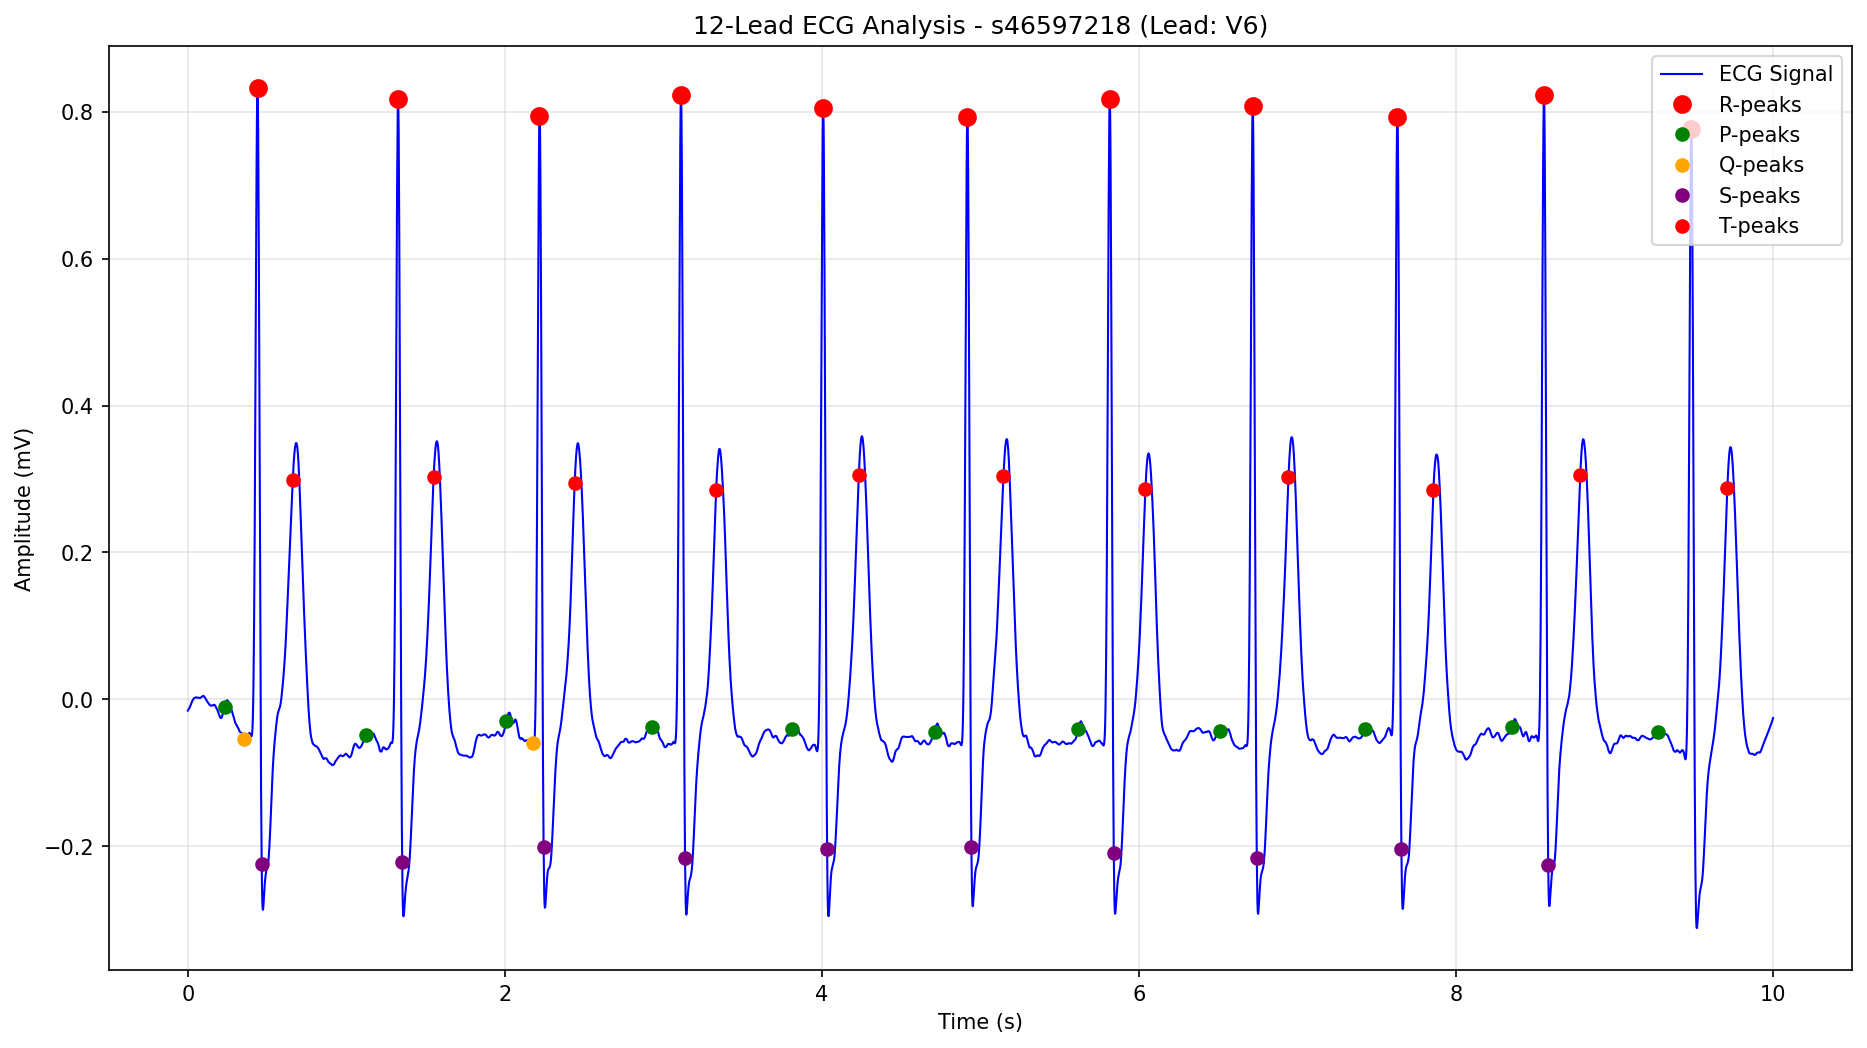 12-Lead ECG Analysis - s46597218 (Lead: V6)
ECG Signal
R-peaks
P-peaks
Q-peaks
S-peaks
T-peaks
Amplitude (mV)
0.8
0.6
0.4
0.2
0.0
−0.2
0 2 4 6 8 10
Time (s)